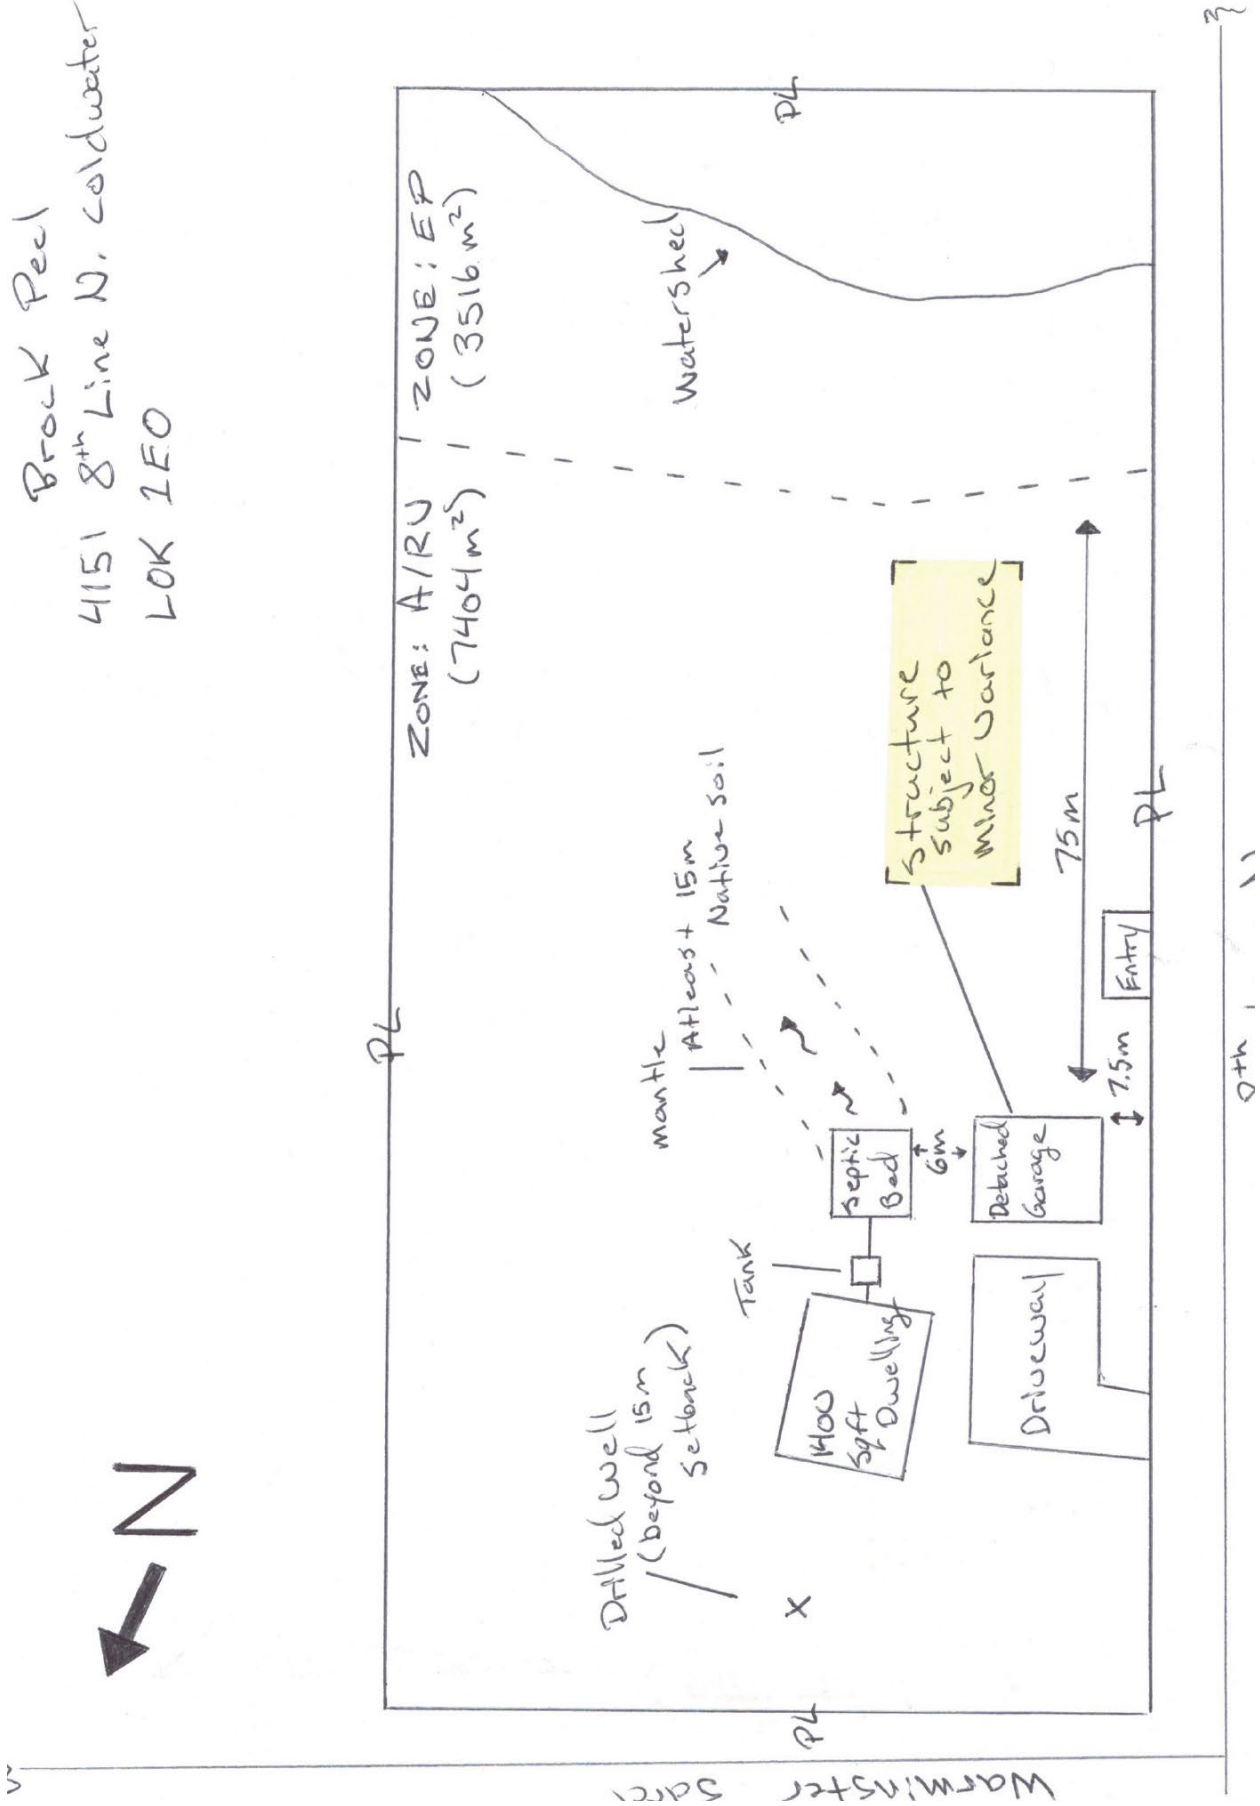 Brock Peel
4151 8th Line N. coldwater
L0K 1E0
N
ZONE: A/RU
(7404m²)
ZONE: EP
(3516m²)
Watershed
PL
PL
PL
PL
Drilled Well
(beyond 15m
Setback)
X
Tank
mantle
Atleast 15m
Native soil
1400
Sqft
Dwelling
Septic
Bed
6m
Detached
Garage
Structure
subject to
minor variance
75m
7.5m
Entry
Driveway
Warminster
8th